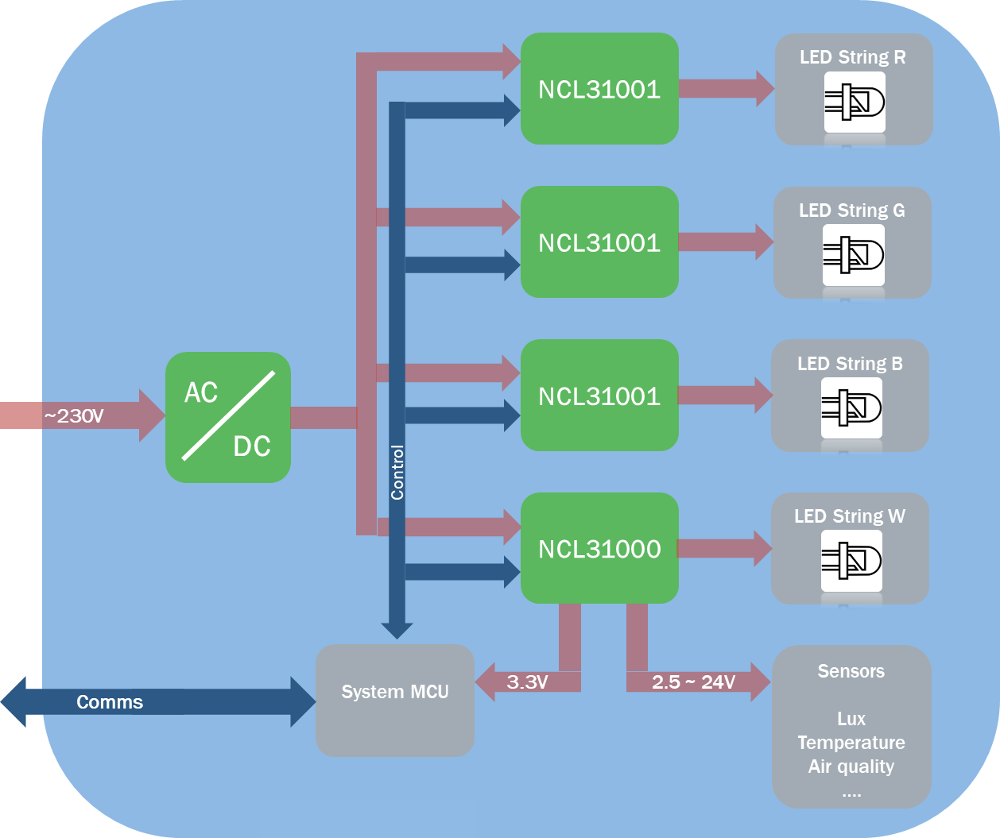 NCL31001
LED String R
NCL31001
LED String G
NCL31001
LED String B
~230V
AC
DC
Control
NCL31000
LED String W
3.3V
2.5 ~ 24V
System MCU
Comms
Sensors
Lux
Temperature
Air quality
....